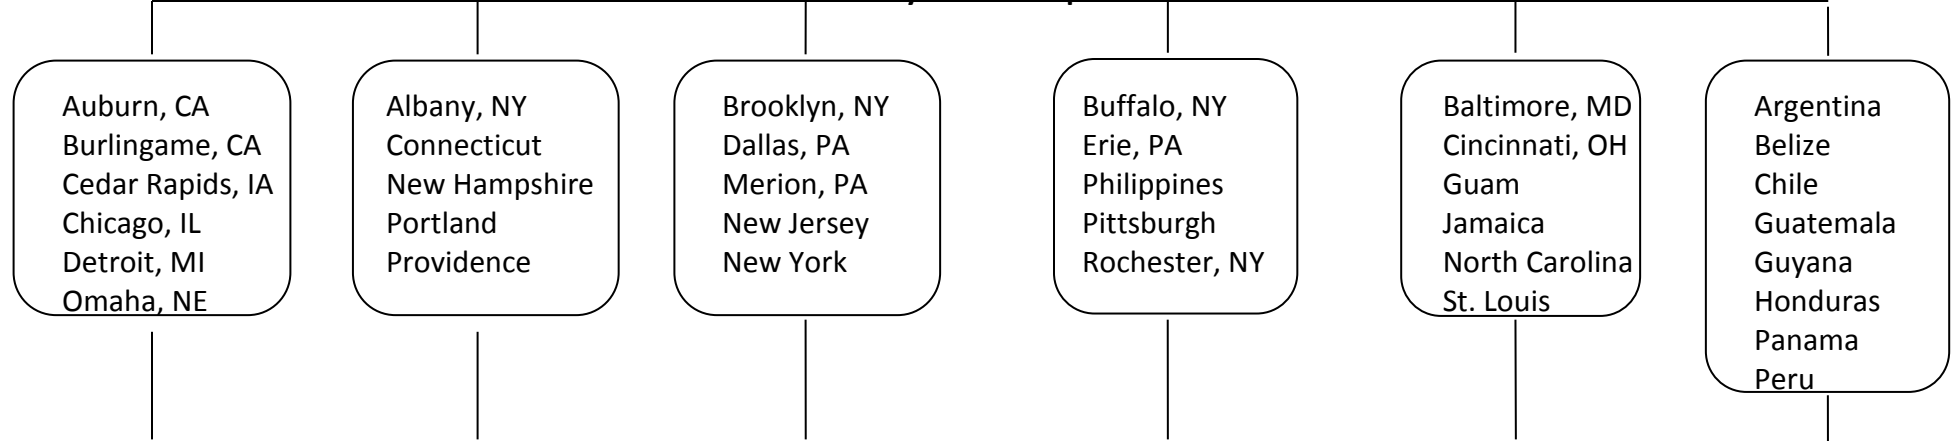 Auburn, CA
Burlingame, CA
Cedar Rapids, IA
Chicago, IL
Detroit, MI
Omaha, NE
Albany, NY
Connecticut
New Hampshire
Portland
Providence
Brooklyn, NY
Dallas, PA
Merion, PA
New Jersey
New York
Buffalo, NY
Erie, PA
Philippines
Pittsburgh
Rochester, NY
Baltimore, MD
Cincinnati, OH
Guam
Jamaica
North Carolina
St. Louis
Argentina
Belize
Chile
Guatemala
Guyana
Honduras
Panama
Peru